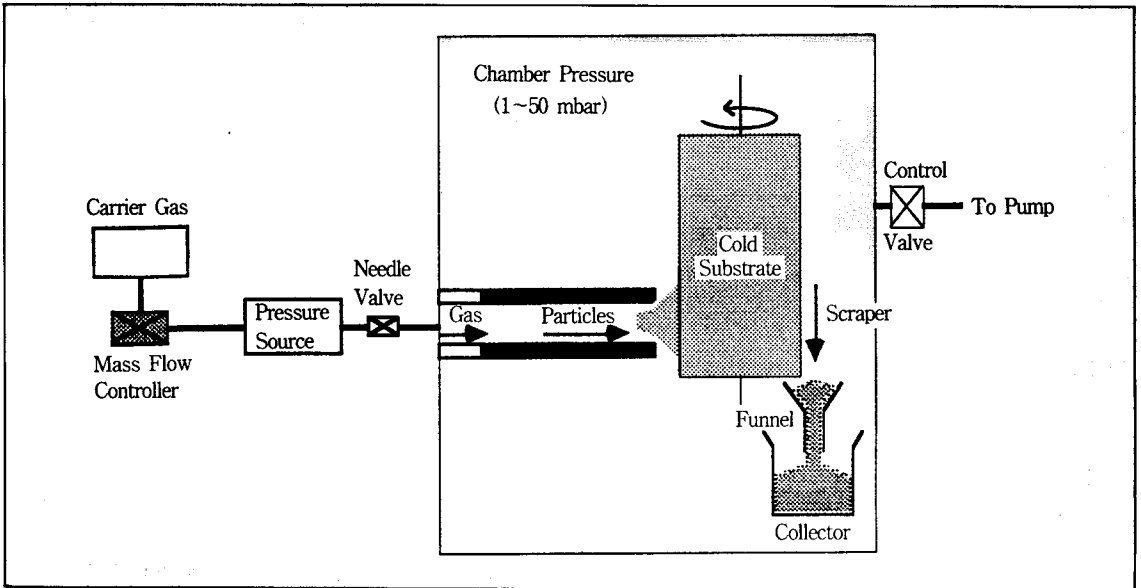 Chamber Pressure
(1~50 mbar)
Carrier Gas
Mass Flow
Controller
Pressure
Source
Needle
Valve
Gas
Particles
Cold
Substrate
Control
Valve
To Pump
Scraper
Funnel
Collector